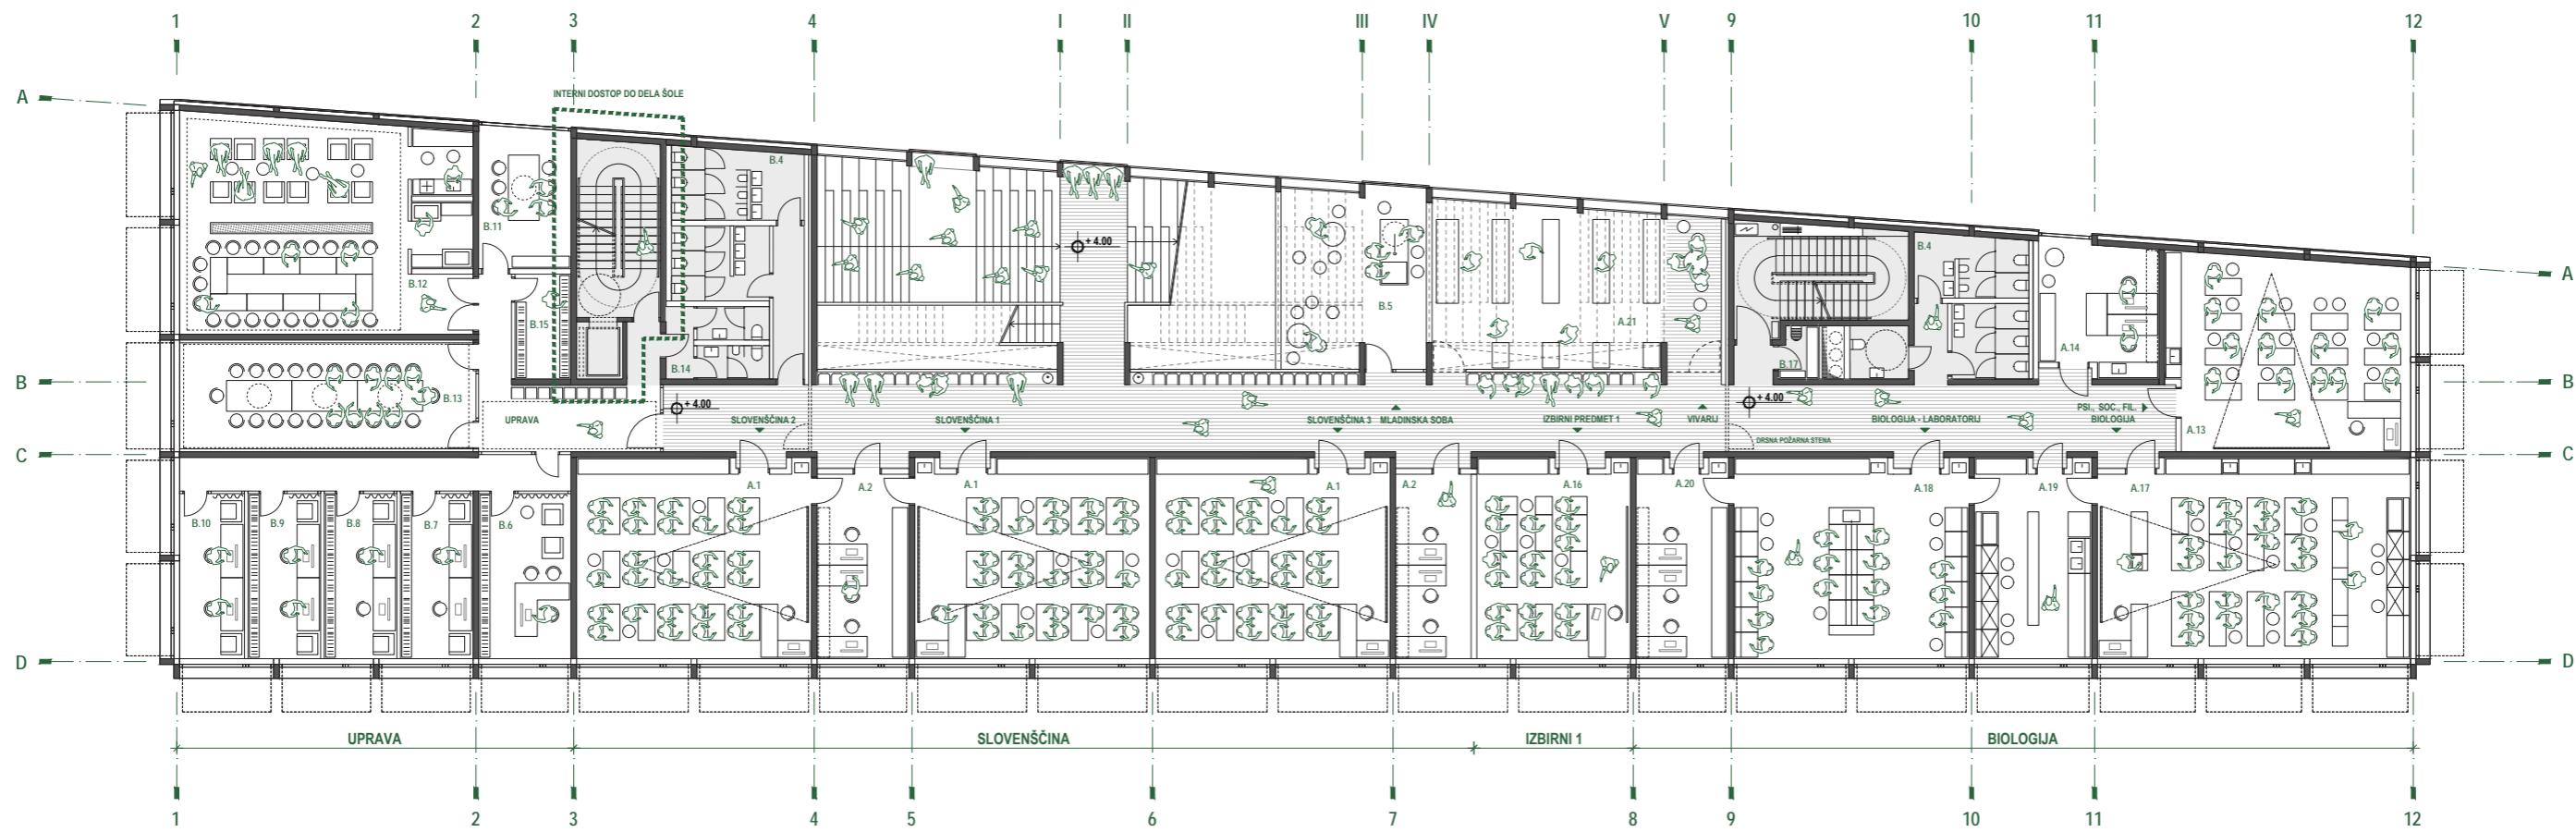 1 2 3 4 I II III IV V 9 10 11 12
A
INTERNI DOSTOP DO DELA ŠOLE
B.4
B.11
+ 4.00
B.4
A
B.12
B.15
B.5
A.21
B.14
B.17
A.14
B
B
B.13
+ 4.00
+ 4.00
UPRAVA
SLOVENŠČINA 2
SLOVENŠČINA 1
SLOVENŠČINA 3
MLADINSKA SOBA
IZBIRNI PREDMET 1
VIVARIJ
BIOLOGIJA - LABORATORIJ
PSI., SOC., FIL.
BIOLOGIJA
A.13
DRSNA POŽARNA STENA
C
C
A.1
A.2
A.1
A.1
A.2
A.16
A.20
A.18
A.19
A.17
B.10
B.9
B.8
B.7
B.6
D
D
UPRAVA
SLOVENŠČINA
IZBIRNI 1
BIOLOGIJA
1 2 3 4 5 6 7 8 9 10 11 12